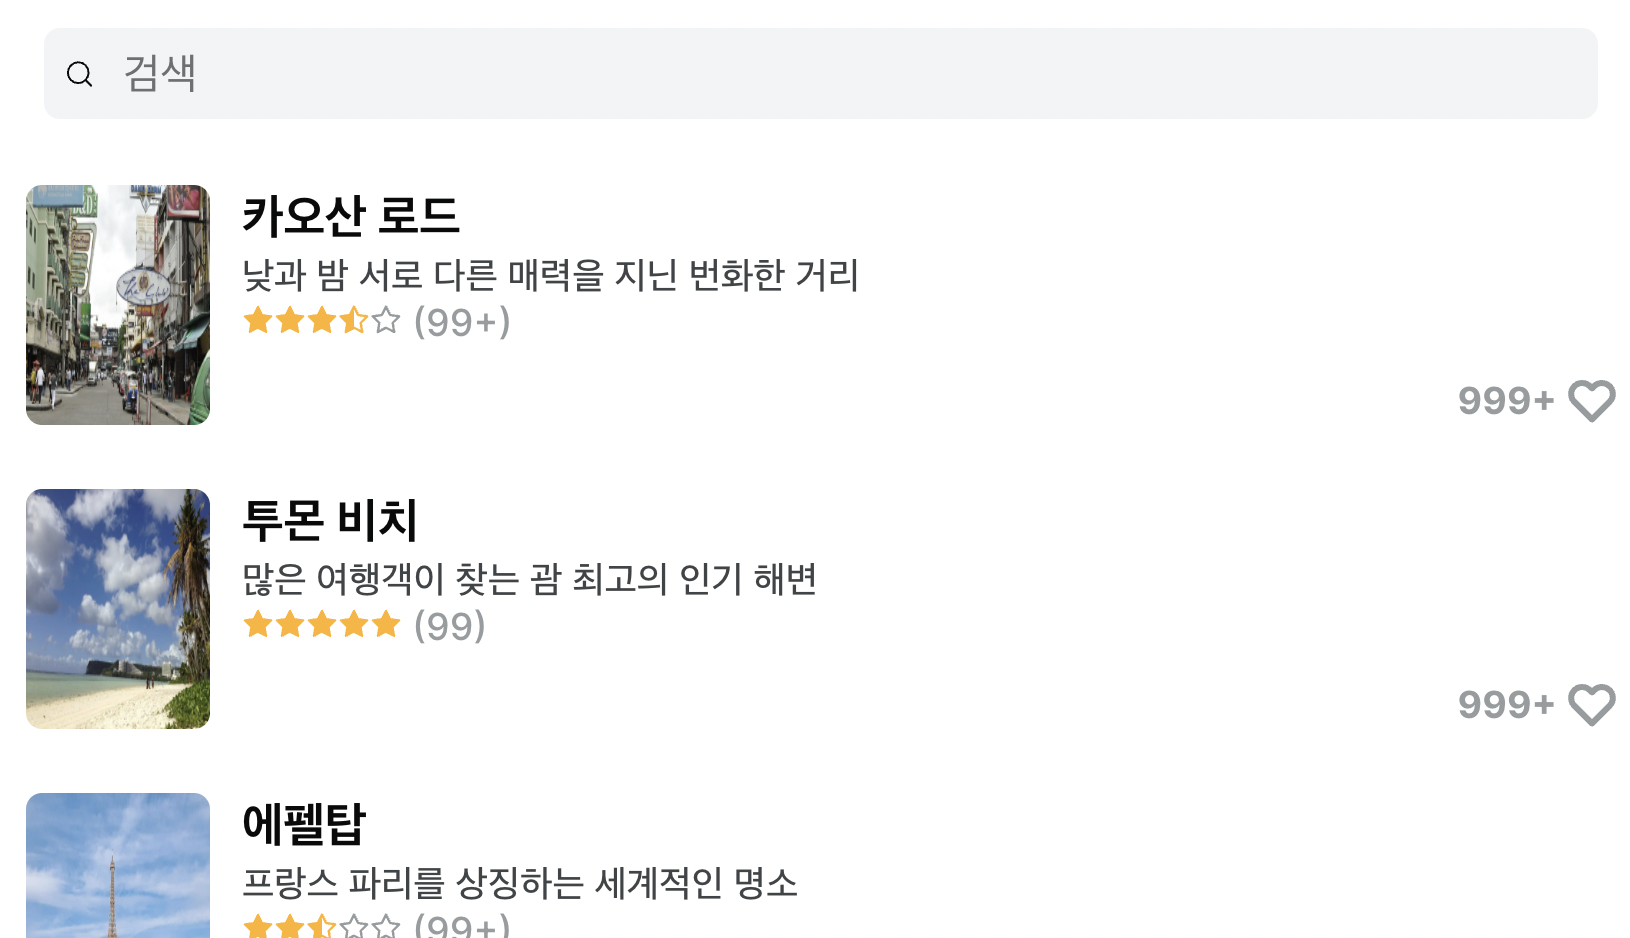 검색
카오산 로드
낮과 밤 서로 다른 매력을 지닌 번화한 거리
(99+)
999+
투몬 비치
많은 여행객이 찾는 괌 최고의 인기 해변
(99)
999+
에펠탑
프랑스 파리를 상징하는 세계적인 명소
(99+)